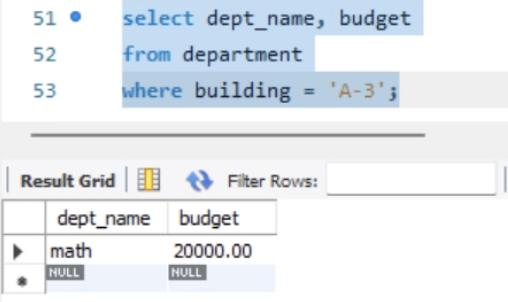 51 select dept_name, budget
52 from department
53 where building = 'A-3';
Result Grid Filter Rows:
dept_name budget
math 20000.00
NULL NULL